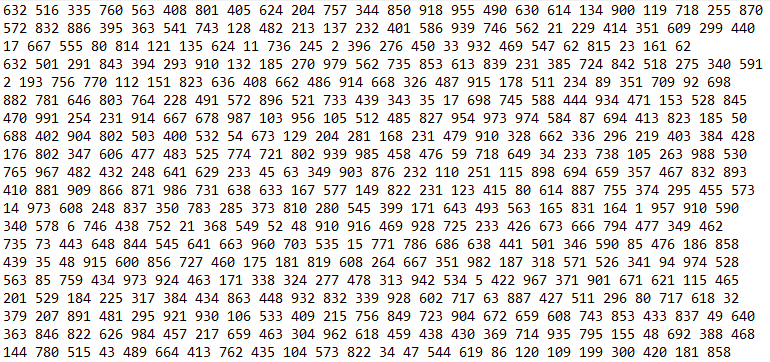 632 516 335 760 563 408 801 405 624 204 757 344 850 918 955 490 630 614 134 900 119 718 255 870
572 832 886 395 363 541 743 128 482 213 137 232 401 586 939 746 562 21 229 414 351 609 299 440
17 667 555 80 814 121 135 624 11 736 245 2 396 276 450 33 932 469 547 62 815 23 161 62
632 501 291 843 394 293 910 132 185 270 979 562 735 853 613 839 231 385 724 842 518 275 340 591
2 193 756 770 112 151 823 636 408 662 486 914 668 326 487 915 178 511 234 89 351 709 92 698
882 781 646 803 764 228 491 572 896 521 733 439 343 35 17 698 745 588 444 934 471 153 528 845
470 991 254 231 914 667 678 987 103 956 105 512 485 827 954 973 974 584 87 694 413 823 185 50
688 402 904 802 503 400 532 54 673 129 204 281 168 231 479 910 328 662 336 296 219 403 384 428
176 802 347 606 477 483 525 774 721 802 939 985 458 476 59 718 649 34 233 738 105 263 988 530
765 967 482 432 248 641 629 233 45 63 349 903 876 232 110 251 115 898 694 659 357 467 832 893
410 881 909 866 871 986 731 638 633 167 577 149 822 231 123 415 80 614 887 755 374 295 455 573
14 973 608 248 837 350 783 285 373 810 280 545 399 171 643 493 563 165 831 164 1 957 910 590
340 578 6 746 438 752 21 368 549 52 48 910 916 469 928 725 233 426 673 666 794 477 349 462
735 73 443 648 844 545 641 663 960 703 535 15 771 786 686 638 441 501 346 590 85 476 186 858
439 35 48 915 600 856 727 460 175 181 819 608 264 667 351 982 187 318 571 526 341 94 974 528
563 85 759 434 973 924 463 171 338 324 277 478 313 942 534 5 422 967 371 901 671 621 115 465
201 529 184 225 317 384 434 863 448 932 832 339 928 602 717 63 887 427 511 296 80 717 618 32
379 207 891 481 295 921 930 106 533 409 215 756 849 723 904 672 659 608 743 853 433 837 49 640
363 846 822 626 984 457 217 659 463 304 962 618 459 438 430 369 714 935 795 155 48 692 388 468
144 780 515 43 489 664 413 762 435 104 573 822 34 47 544 619 86 120 109 199 300 420 181 858